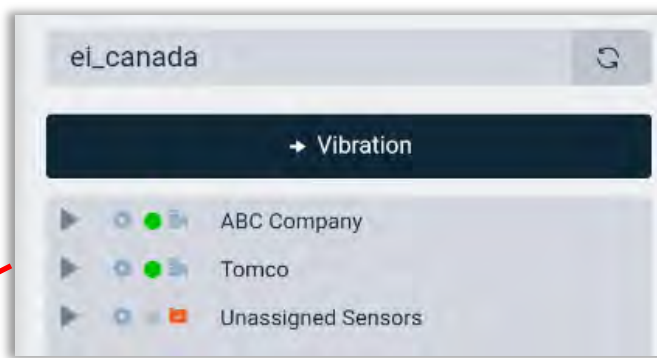 ei_canada
Vibration
ABC Company
Tomco
Unassigned Sensors